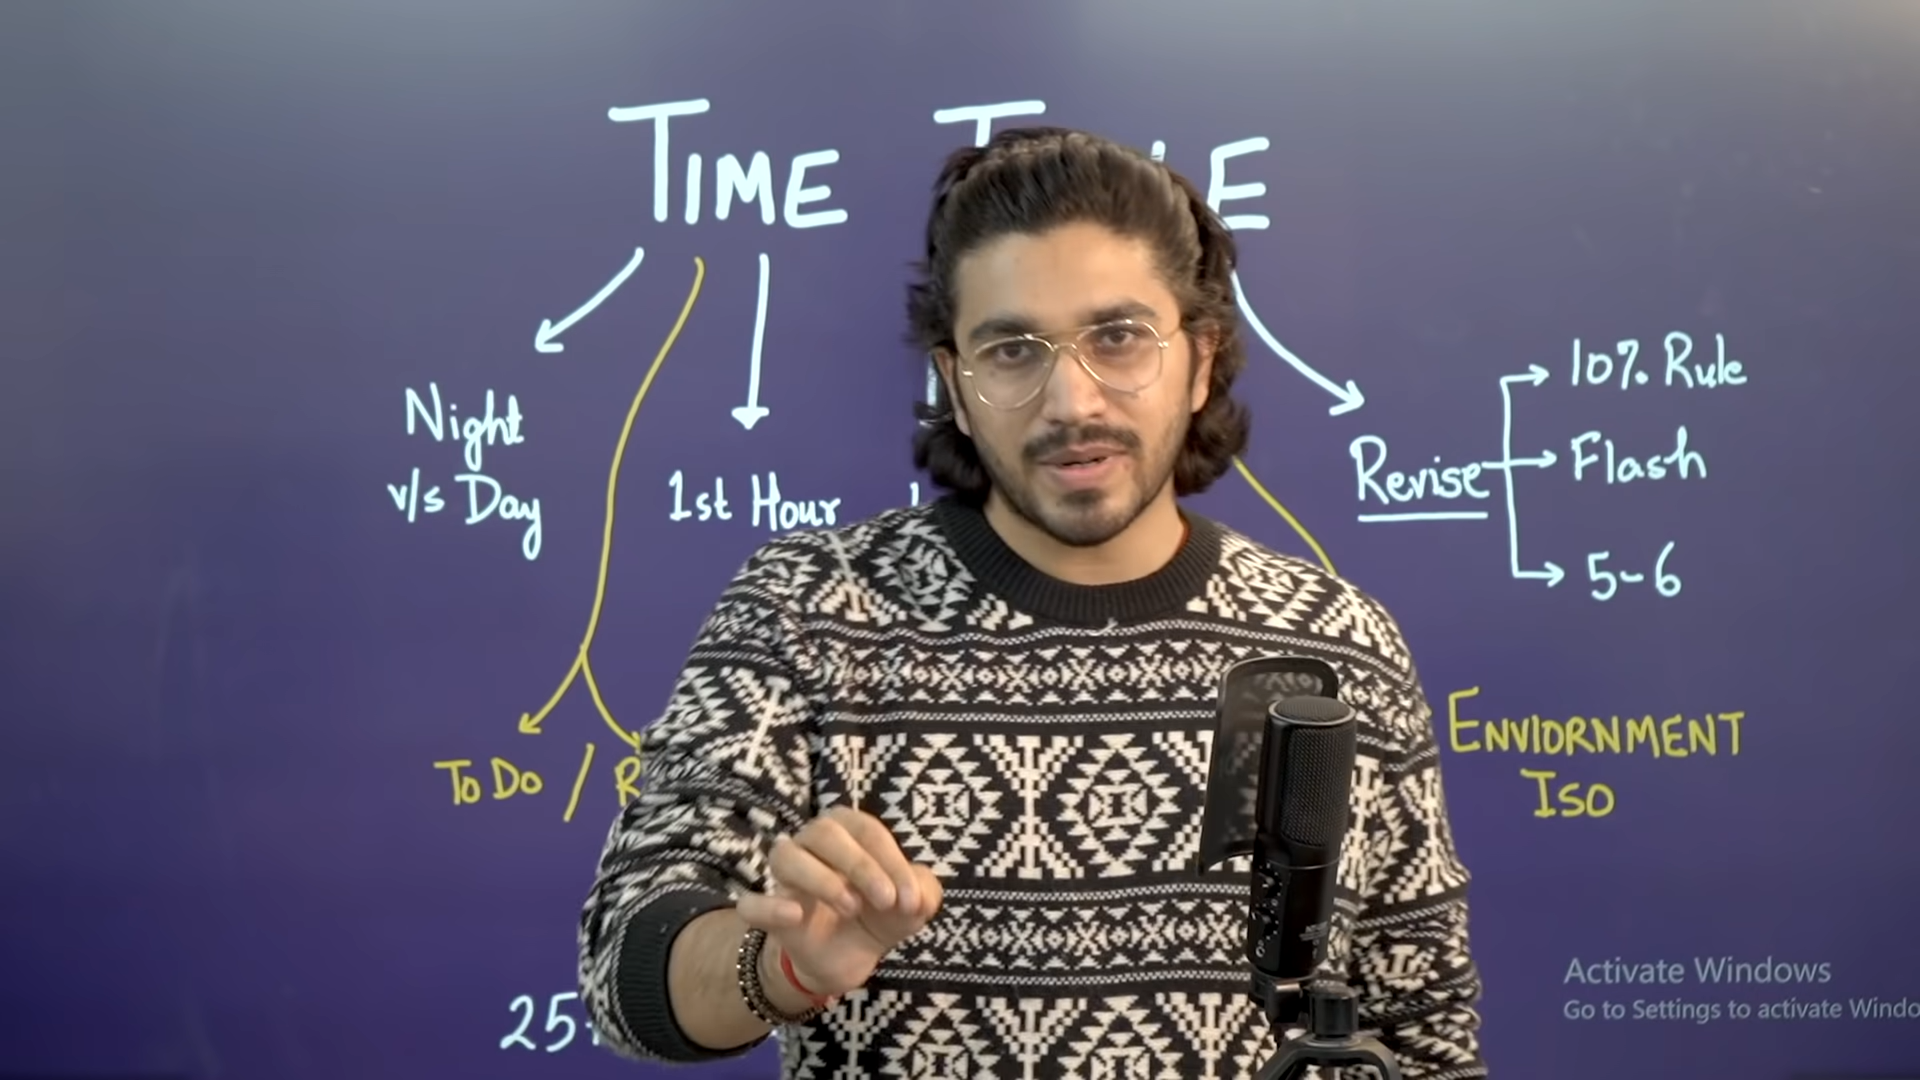 TIME
Night
v/s Day
1st Hour
Revise
10% Rule
Flash
5-6
To Do /
ENVIORNMENT
ISO
Activate Windows
Go to Settings to activate